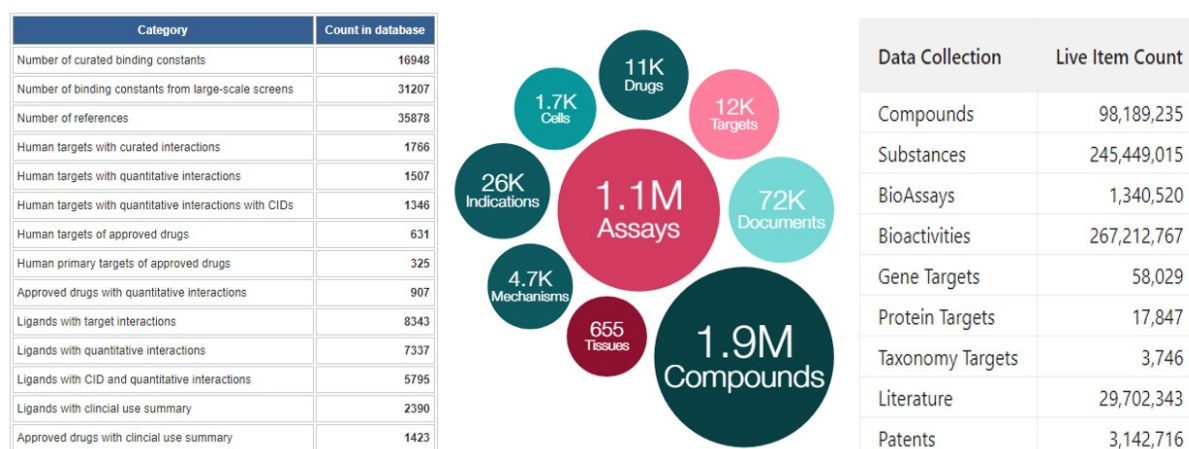 Category Count in database
Number of curated binding constants 16948
Number of binding constants from large-scale screens 31207
Number of references 35878
Human targets with curated interactions 1766
Human targets with quantitative interactions 1507
Human targets with quantitative interactions with CIDs 1346
Human targets of approved drugs 631
Human primary targets of approved drugs 325
Approved drugs with quantitative interactions 907
Ligands with target interactions 8343
Ligands with quantitative interactions 7337
Ligands with CID and quantitative interactions 5795
Ligands with clincial use summary 2390
Approved drugs with clincial use summary 1423
11K
Drugs
1.7K
Cells
12K
Targets
26K
Indications
1.1M
Assays
72K
Documents
4.7K
Mechanisms
655
Tissues
1.9M
Compounds
Data Collection Live Item Count
Compounds 98,189,235
Substances 245,449,015
BioAssays 1,340,520
Bioactivities 267,212,767
Gene Targets 58,029
Protein Targets 17,847
Taxonomy Targets 3,746
Literature 29,702,343
Patents 3,142,716